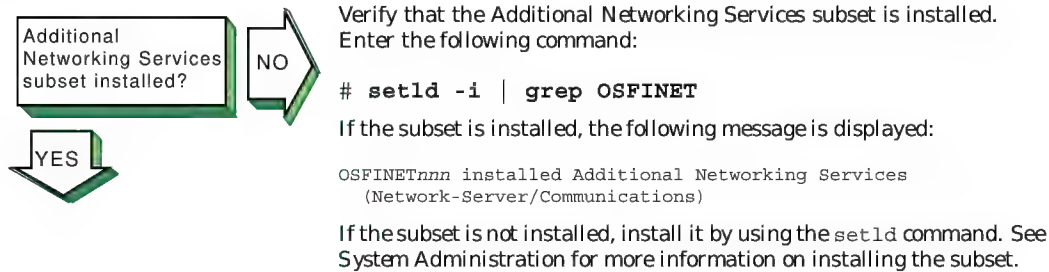 Additional
Networking Services
subset installed?
NO
YES
Verify that the Additional Networking Services subset is installed.
Enter the following command:
# setld -i | grep OSFINET
If the subset is installed, the following message is displayed:
OSFINETnnn installed Additional Networking Services
(Network-Server/Communications)
If the subset is not installed, install it by using the setld command. See
System Administration for more information on installing the subset.